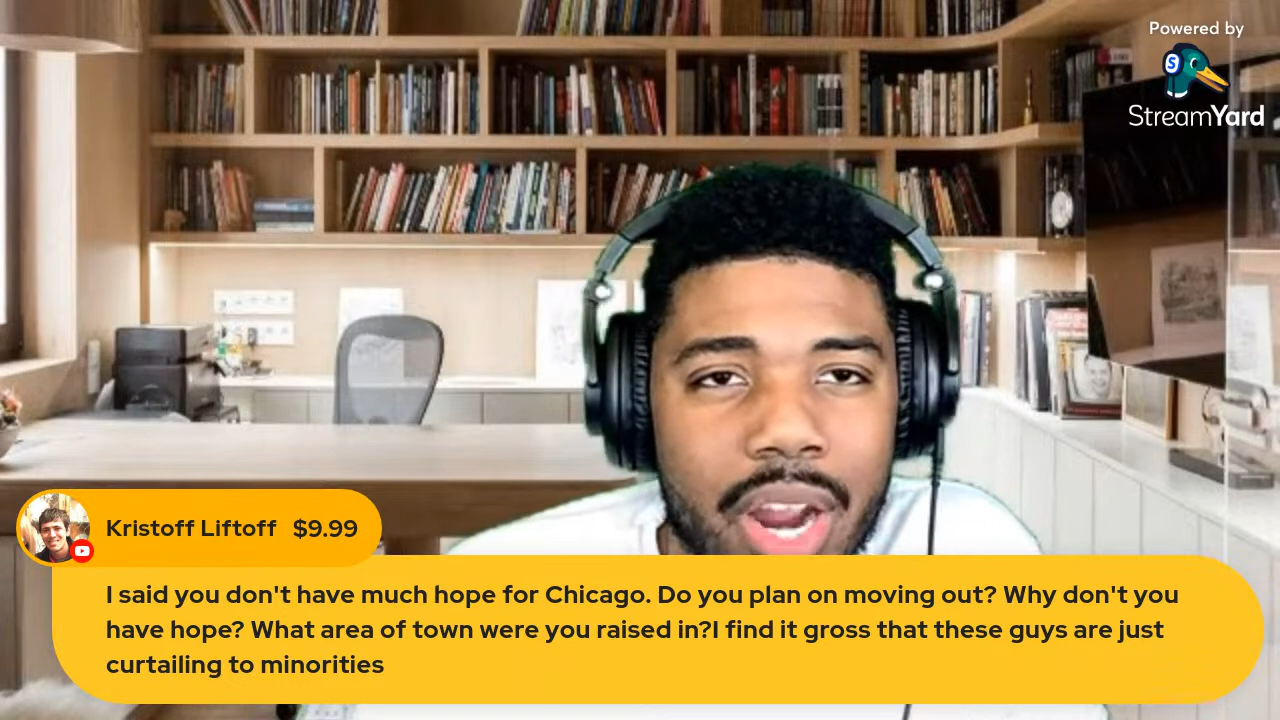 Powered by
StreamYard
Kristoff Liftoff $9.99
I said you don't have much hope for Chicago. Do you plan on moving out? Why don't you
have hope? What area of town were you raised in?I find it gross that these guys are just
curtailing to minorities